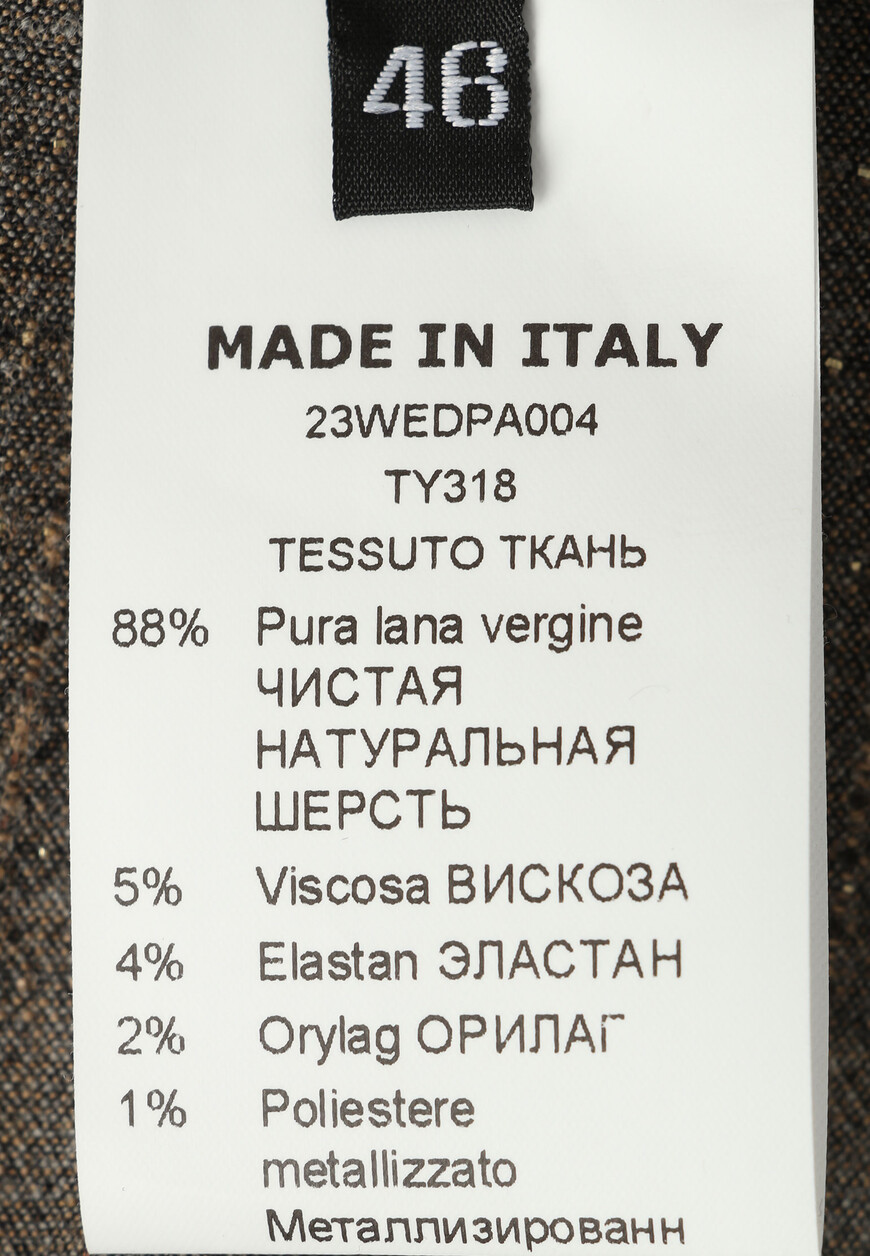 46
MADE IN ITALY
23WEDPA004
TY318
TESSUTO ТКАНЬ
88% Pura lana vergine
ЧИСТАЯ
НАТУРАЛЬНАЯ
ШЕРСТЬ
5% Viscosa ВИСКОЗА
4% Elastan ЭЛАСТАН
2% Orylag ОРИЛАГ
1% Poliestere
metallizzato
Металлизированн